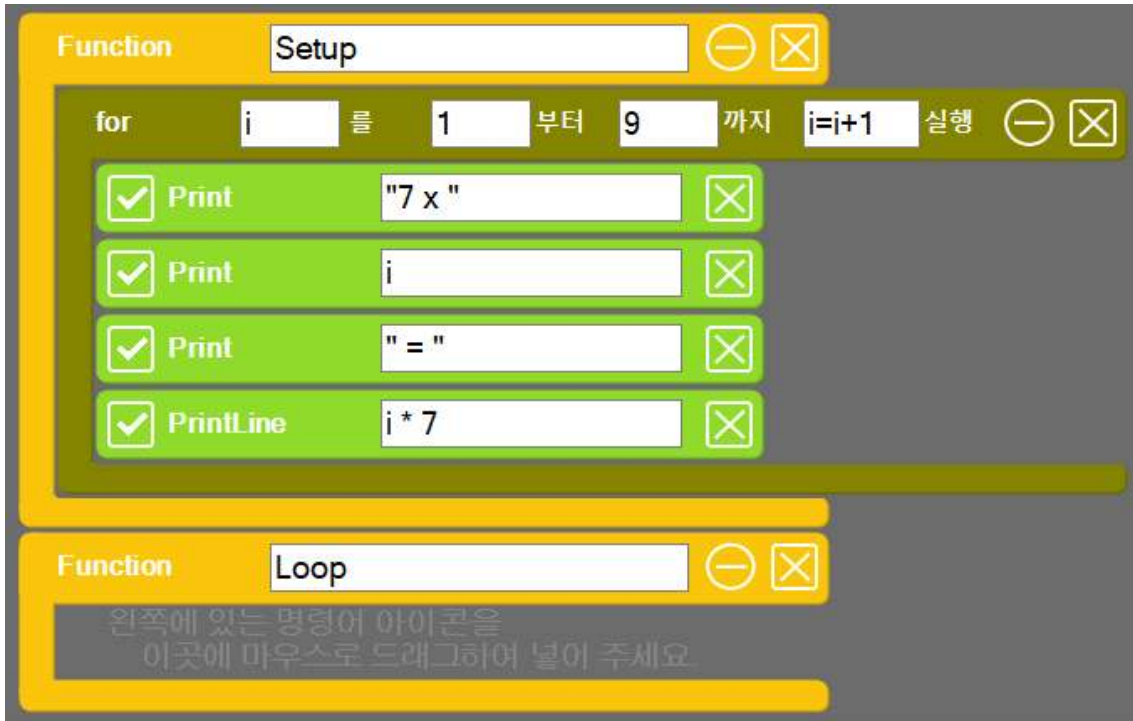 Function Setup
for i 를 1 부터 9 까지 i=i+1 실행
Print "7 x "
Print i
Print " = "
PrintLine i * 7
Function Loop
왼쪽에 있는 명령어 아이콘을
이곳에 마우스로 드래그하여 넣어 주세요